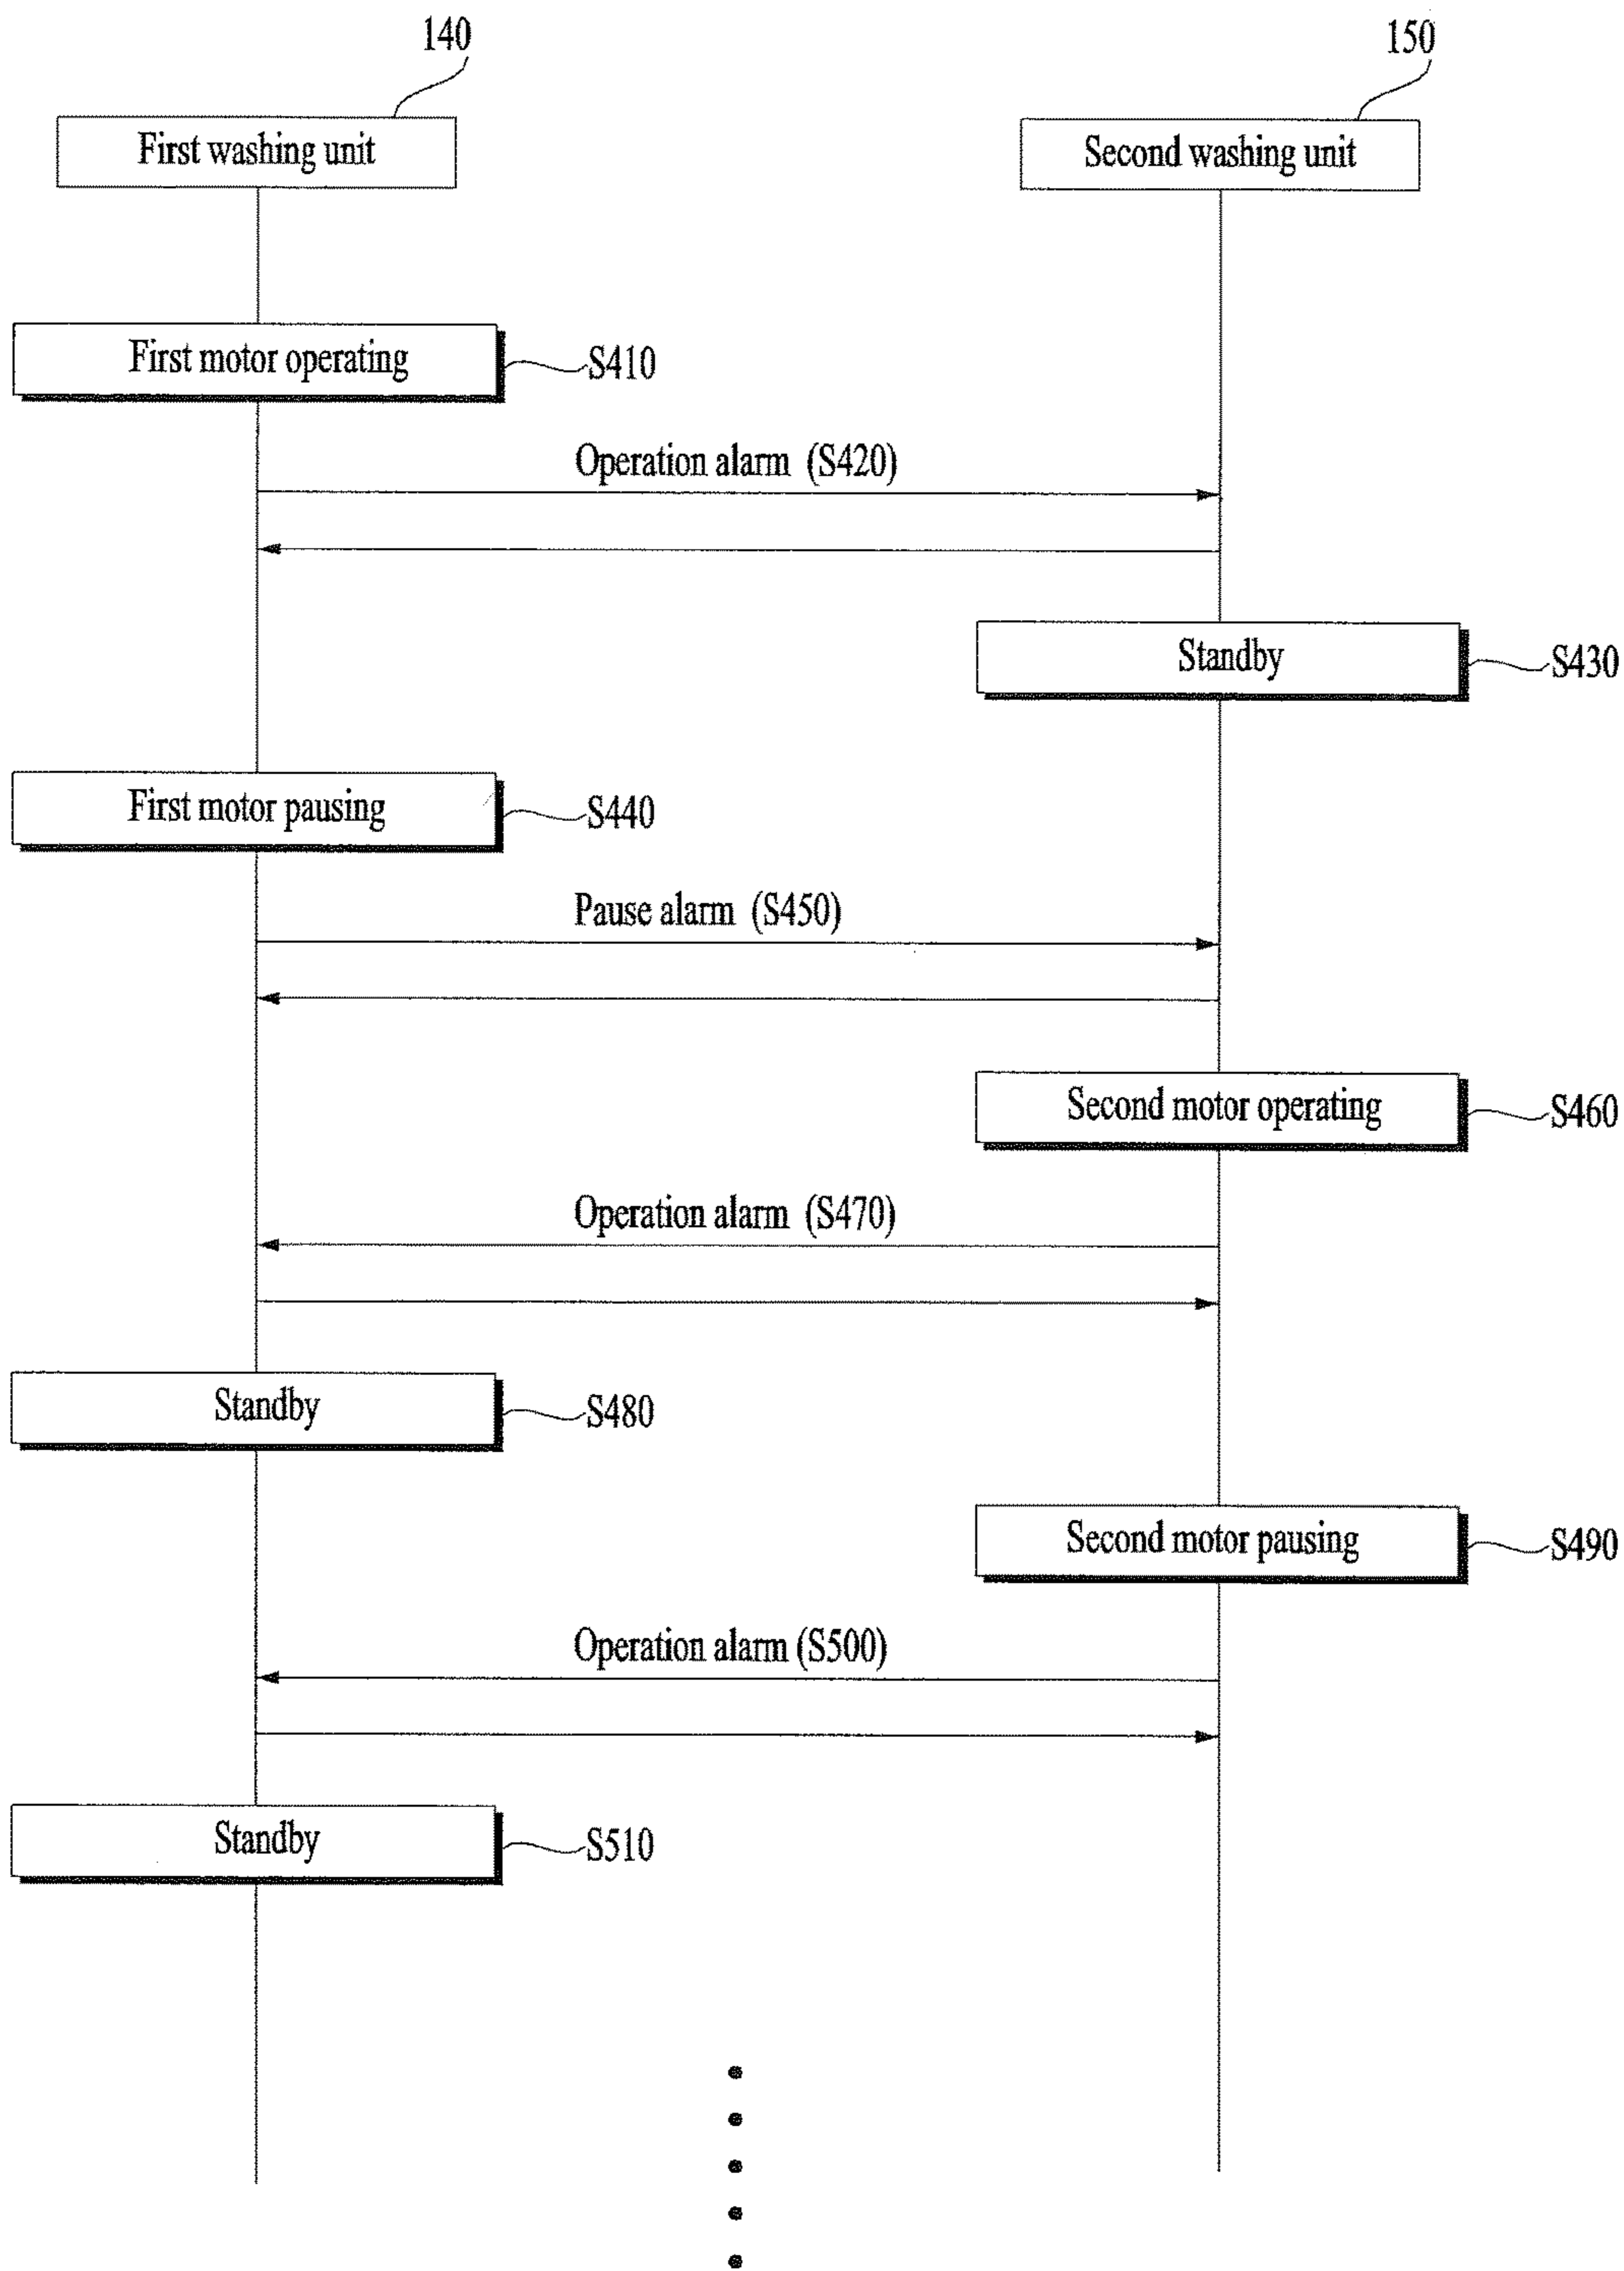 140
150
First washing unit
Second washing unit
First motor operating
S410
Operation alarm (S420)
Standby
S430
First motor pausing
S440
Pause alarm (S450)
Second motor operating
S460
Operation alarm (S470)
Standby
S480
Second motor pausing
S490
Operation alarm (S500)
Standby
S510